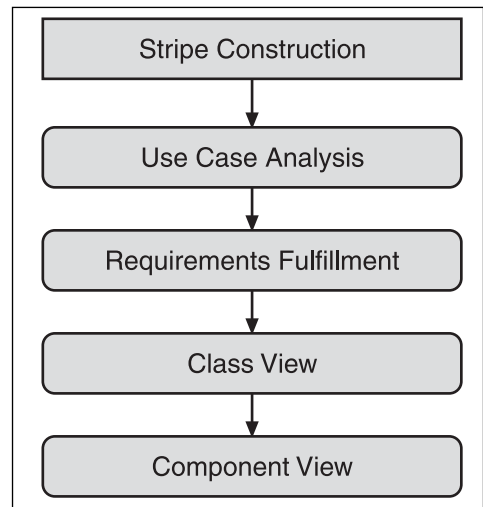 Stripe Construction
Use Case Analysis
Requirements Fulfillment
Class View
Component View